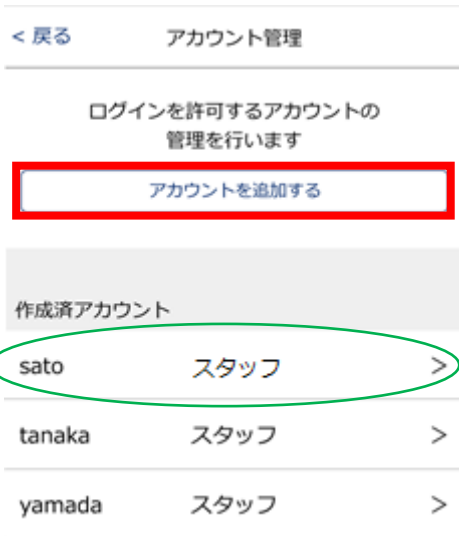 < 戻る アカウント管理
ログインを許可するアカウントの
管理を行います
アカウントを追加する
作成済アカウント
sato スタッフ >
tanaka スタッフ >
yamada スタッフ >